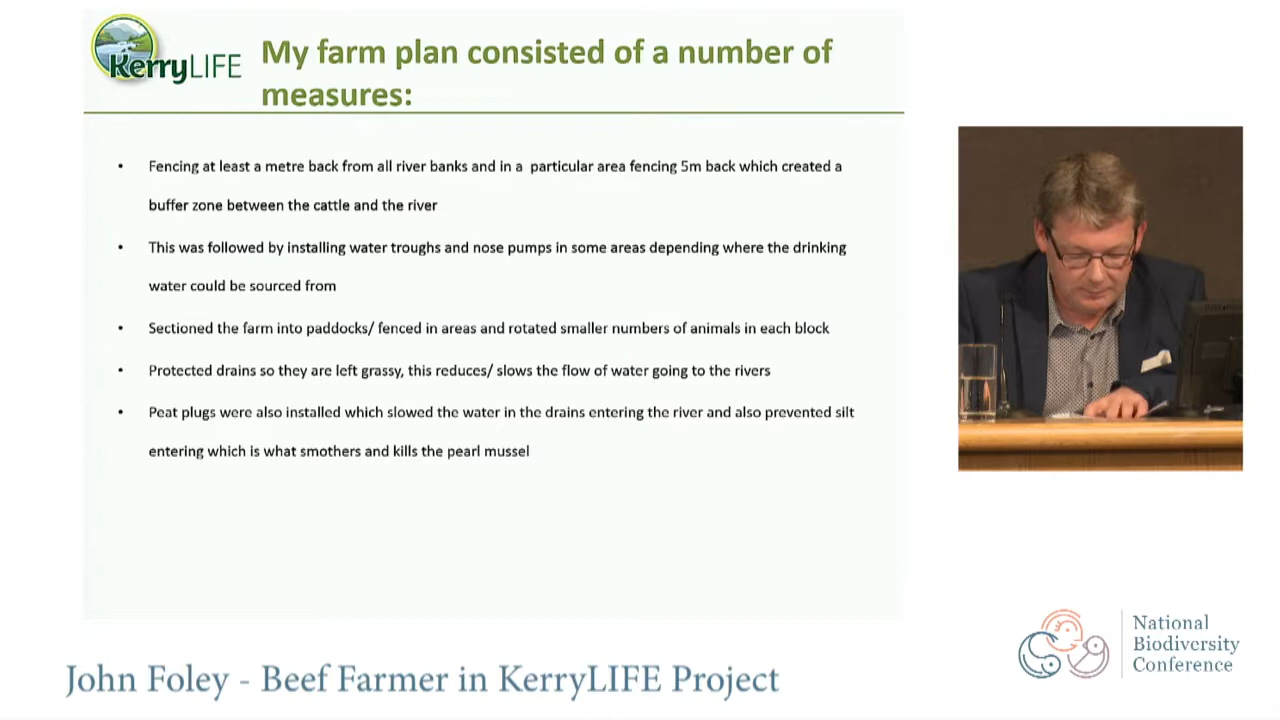 KerryLIFE
My farm plan consisted of a number of
measures:
• Fencing at least a metre back from all river banks and in a particular area fencing 5m back which created a
buffer zone between the cattle and the river
• This was followed by installing water troughs and nose pumps in some areas depending where the drinking
water could be sourced from
• Sectioned the farm into paddocks/ fenced in areas and rotated smaller numbers of animals in each block
• Protected drains so they are left grassy, this reduces/ slows the flow of water going to the rivers
• Peat plugs were also installed which slowed the water in the drains entering the river and also prevented silt
entering which is what smothers and kills the pearl mussel
National
Biodiversity
Conference
John Foley - Beef Farmer in KerryLIFE Project